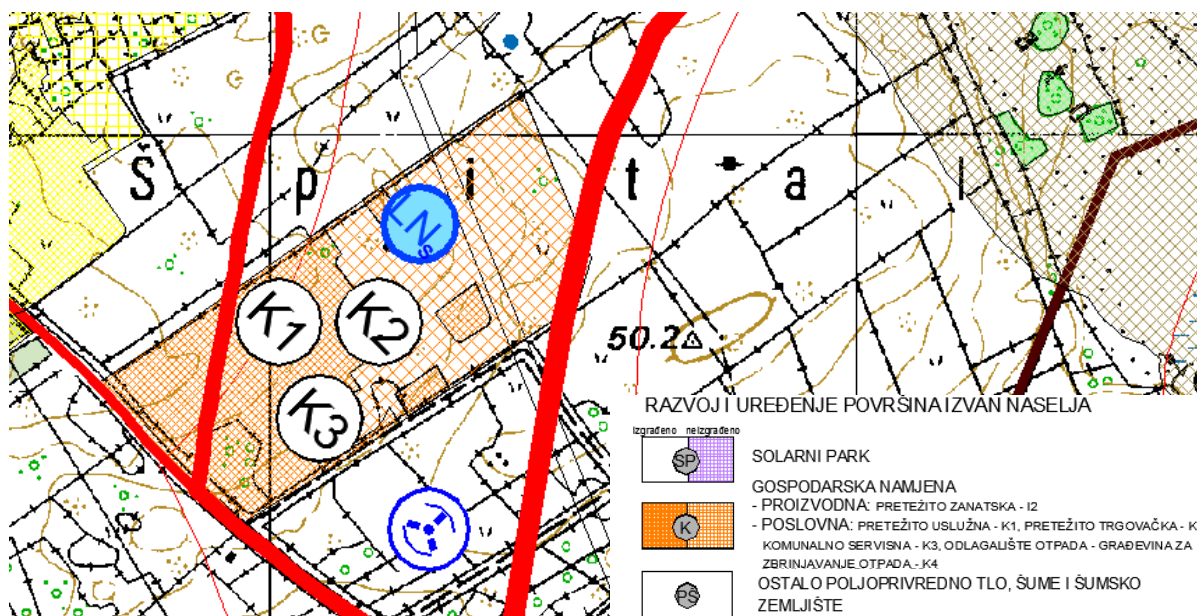 Š p i t a l
LN
s
K1 K2
K3
50.2
RAZVOJ I UREĐENJE POVRŠINA IZVAN NASELJA
Izgrađeno neizgrađeno
SP SOLARNI PARK
GOSPODARSKA NAMJENA
- PROIZVODNA: PRETEŽITO ZANATSKA - I2
K - POSLOVNA: PRETEŽITO USLUŽNA - K1, PRETEŽITO TRGOVAČKA - K
KOMUNALNO SERVISNA - K3, ODLAGALIŠTE OTPADA - GRAĐEVINA ZA
ZBRINJAVANJE OTPADA - K4
PŠ OSTALO POLJOPRIVREDNO TLO, ŠUME I ŠUMSKO
ZEMLJIŠTE